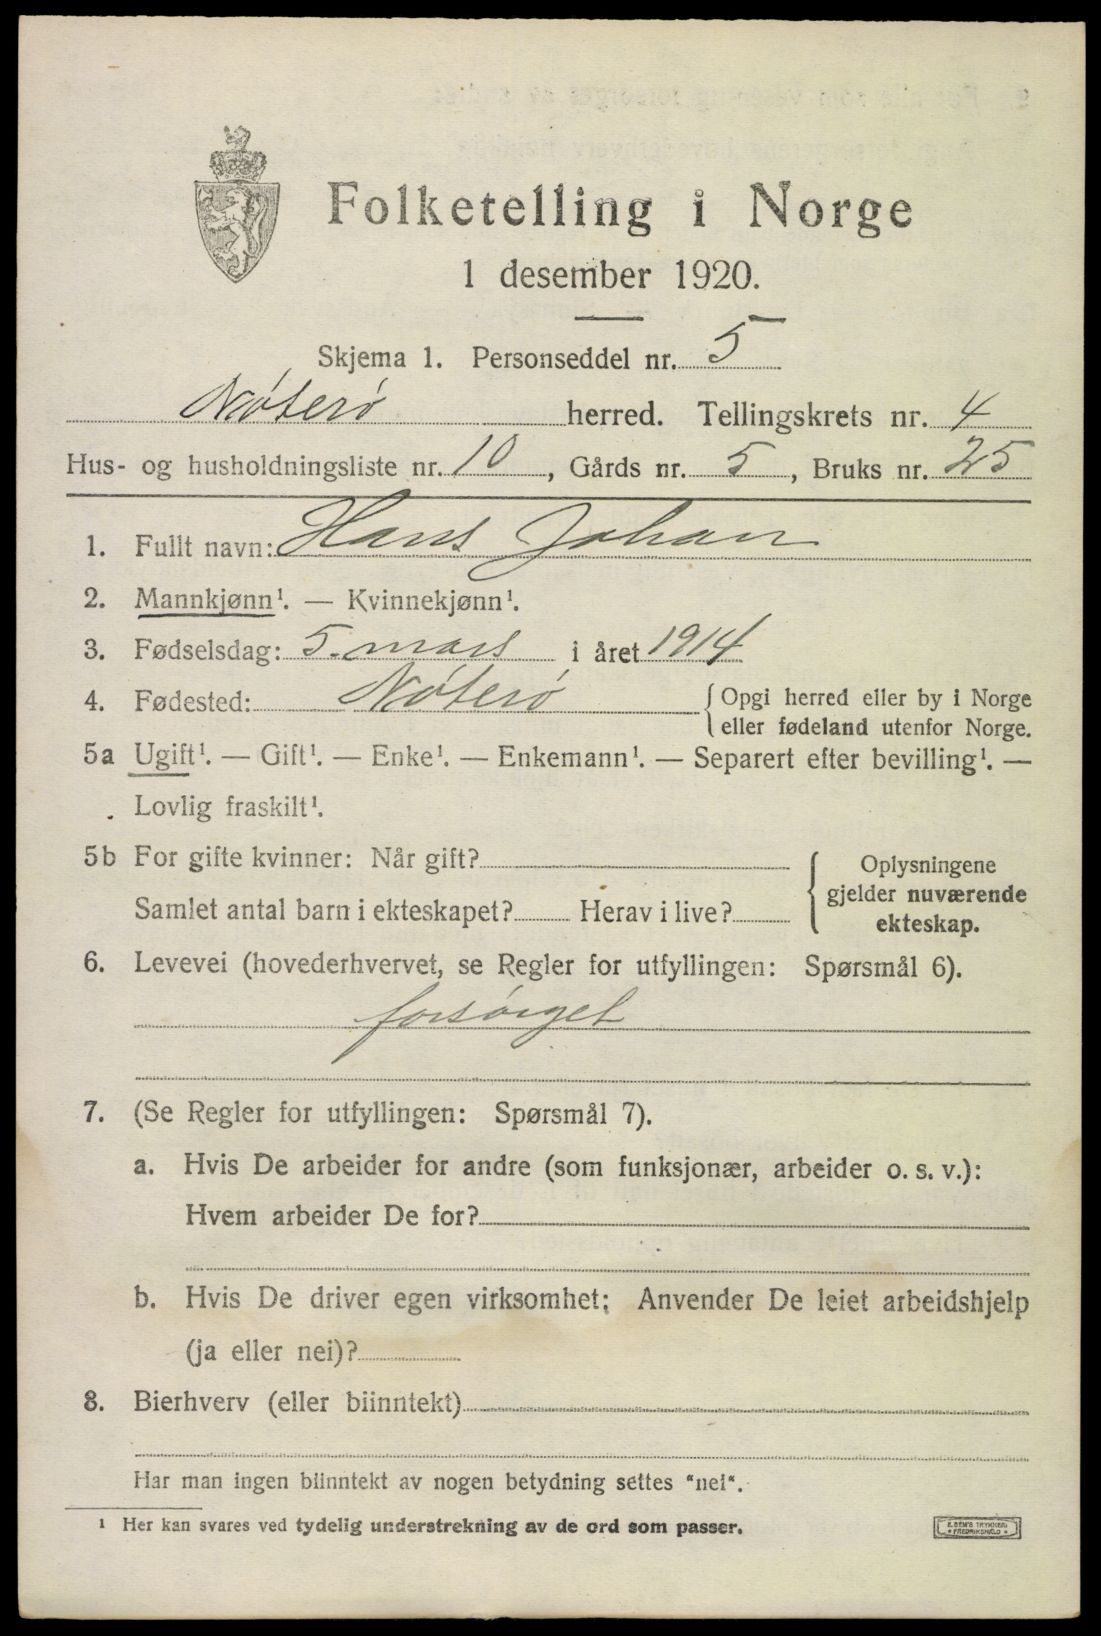 Folketelling i Norge
1 desember 1920.
Skjema 1. Personseddel nr. 5
Nøterø herred. Tellingskrets nr. 4
Hus- og husholdningsliste nr. 10, Gårds nr. 5, Bruks nr. 25
1. Fullt navn: Hans Johan
2. Mannkjønn¹. — Kvinnekjønn¹.
3. Fødselsdag: 5. mars i året 1914
4. Fødested: Nøterø { Opgi herred eller by i Norge
eller fødeland utenfor Norge.
5a Ugift¹. — Gift¹. — Enke¹. — Enkemann¹. — Separert efter bevilling¹. —
Lovlig fraskilt¹.
5b For gifte kvinner: Når gift? Oplysningene
gjelder nuværende
Samlet antal barn i ekteskapet? Herav i live?
ekteskap.
6. Levevei (hovederhvervet, se Regler for utfyllingen: Spørsmål 6).
forsørget
7. (Se Regler for utfyllingen: Spørsmål 7).
a. Hvis De arbeider for andre (som funksjonær, arbeider o. s. v.):
Hvem arbeider De for?
b. Hvis De driver egen virksomhet; Anvender De leiet arbeidshjelp
(ja eller nei)?
8. Bierhverv (eller biinntekt)
Har man ingen biinntekt av nogen betydning settes "nei".
¹ Her kan svares ved tydelig understrekning av de ord som passer.
FREDRIKSHALD